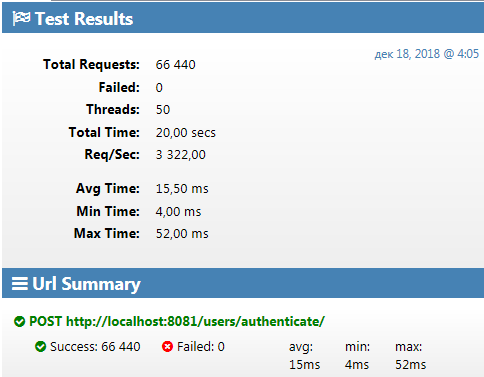 Test Results
дек 18, 2018 @ 4:05
Total Requests: 66 440
Failed: 0
Threads: 50
Total Time: 20,00 secs
Req/Sec: 3 322,00
Avg Time: 15,50 ms
Min Time: 4,00 ms
Max Time: 52,00 ms
Url Summary
POST http://localhost:8081/users/authenticate/
Success: 66 440 Failed: 0 avg: min: max:
15ms 4ms 52ms